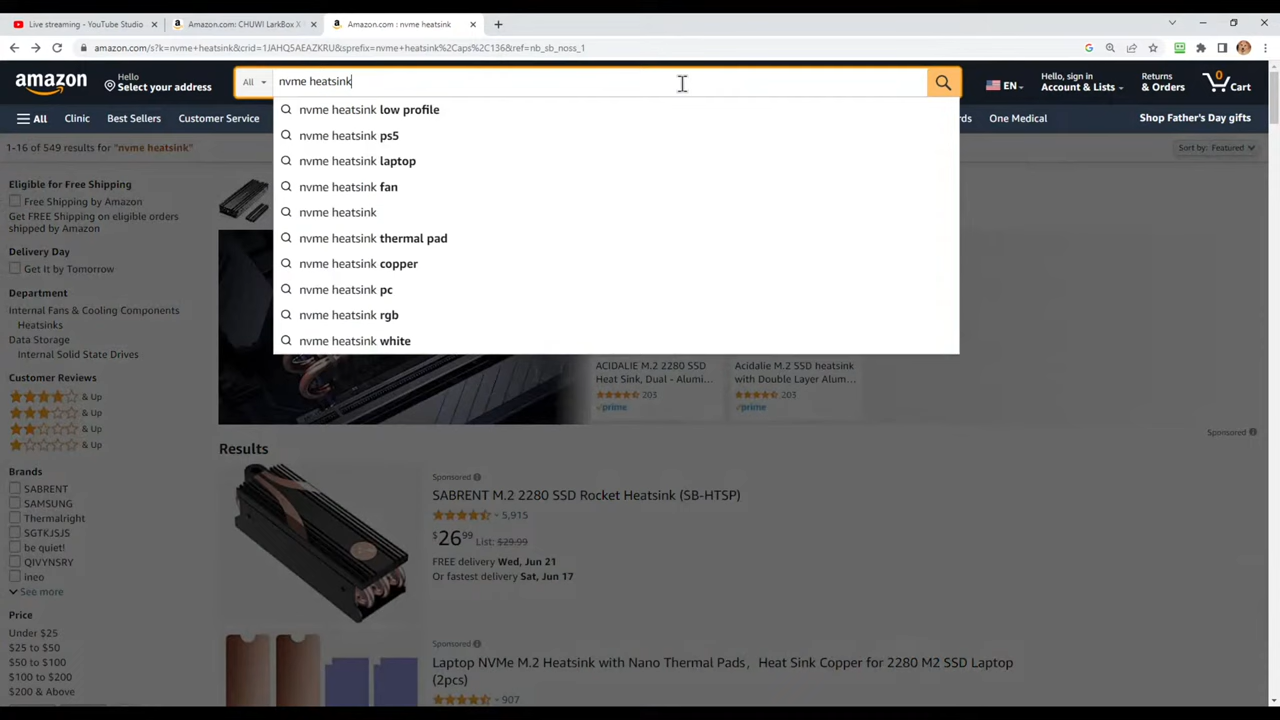 Live streaming - YouTube Studio
Amazon.com: CHUWI LarkBox X
Amazon.com : nvme heatsink
amazon.com/s?k=nvme+heatsink&crid=1JAHQ5AEAZKRU&sprefix=nvme+heatsink%2Caps%2C136&ref=nb_sb_noss_1
amazon
Hello
Select your address
All
nvme heatsink
EN
Hello, sign in
Account & Lists
Returns
& Orders
0
Cart
All
Clinic
Best Sellers
Customer Service
rds
One Medical
Shop Father's Day gifts
nvme heatsink low profile
nvme heatsink ps5
nvme heatsink laptop
nvme heatsink fan
nvme heatsink
nvme heatsink thermal pad
nvme heatsink copper
nvme heatsink pc
nvme heatsink rgb
nvme heatsink white
1-16 of 549 results for "nvme heatsink"
Sort by: Featured
Eligible for Free Shipping
Free Shipping by Amazon
Get FREE Shipping on eligible orders
shipped by Amazon
Delivery Day
Get It by Tomorrow
Department
Internal Fans & Cooling Components
Heatsinks
Data Storage
Internal Solid State Drives
Customer Reviews
& Up
& Up
& Up
& Up
Brands
SABRENT
SAMSUNG
Thermalright
SGTKJSJS
be quiet!
QIVYNSRY
ineo
See more
Price
Under $25
$25 to $50
$50 to $100
$100 to $200
$200 & Above
ACIDALIE M.2 2280 SSD
Heat Sink, Dual - Alumi...
203
prime
Acidalie M.2 SSD heatsink
with Double Layer Alum...
203
prime
Sponsored
Results
Sponsored
SABRENT M.2 2280 SSD Rocket Heatsink (SB-HTSP)
5,915
$2699 List: $29.99
FREE delivery Wed, Jun 21
Or fastest delivery Sat, Jun 17
Sponsored
Laptop NVMe M.2 Heatsink with Nano Thermal Pads，Heat Sink Copper for 2280 M2 SSD Laptop
(2pcs)
907